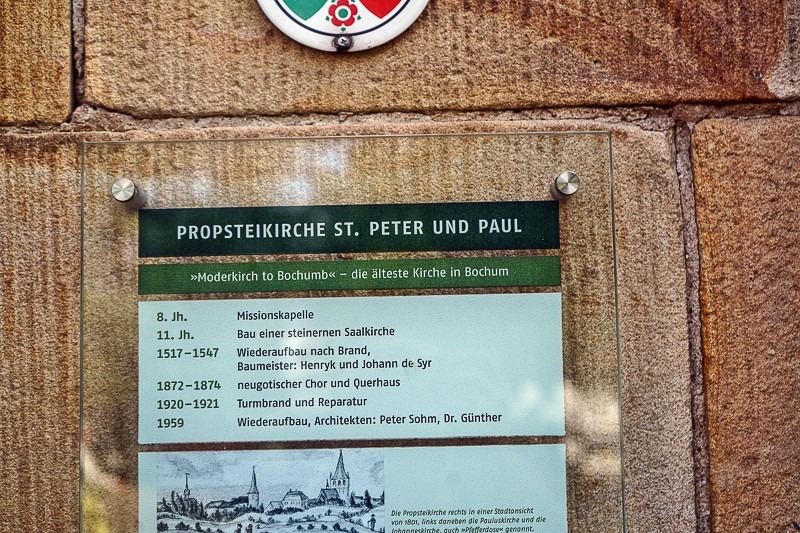 PROPSTEIKIRCHE ST. PETER UND PAUL
»Moderkirch to Bochumb« – die älteste Kirche in Bochum
8. Jh. Missionskapelle
11. Jh. Bau einer steinernen Saalkirche
1517–1547 Wiederaufbau nach Brand,
Baumeister: Henryk und Johann de Syr
1872–1874 neugotischer Chor und Querhaus
1920–1921 Turmbrand und Reparatur
1959 Wiederaufbau, Architekten: Peter Sohm, Dr. Günther
Die Propsteikirche rechts in einer Stadtansicht
von 1801, links daneben die Pauluskirche und die
Johanneskirche, auch »Pfefferdose« genannt.